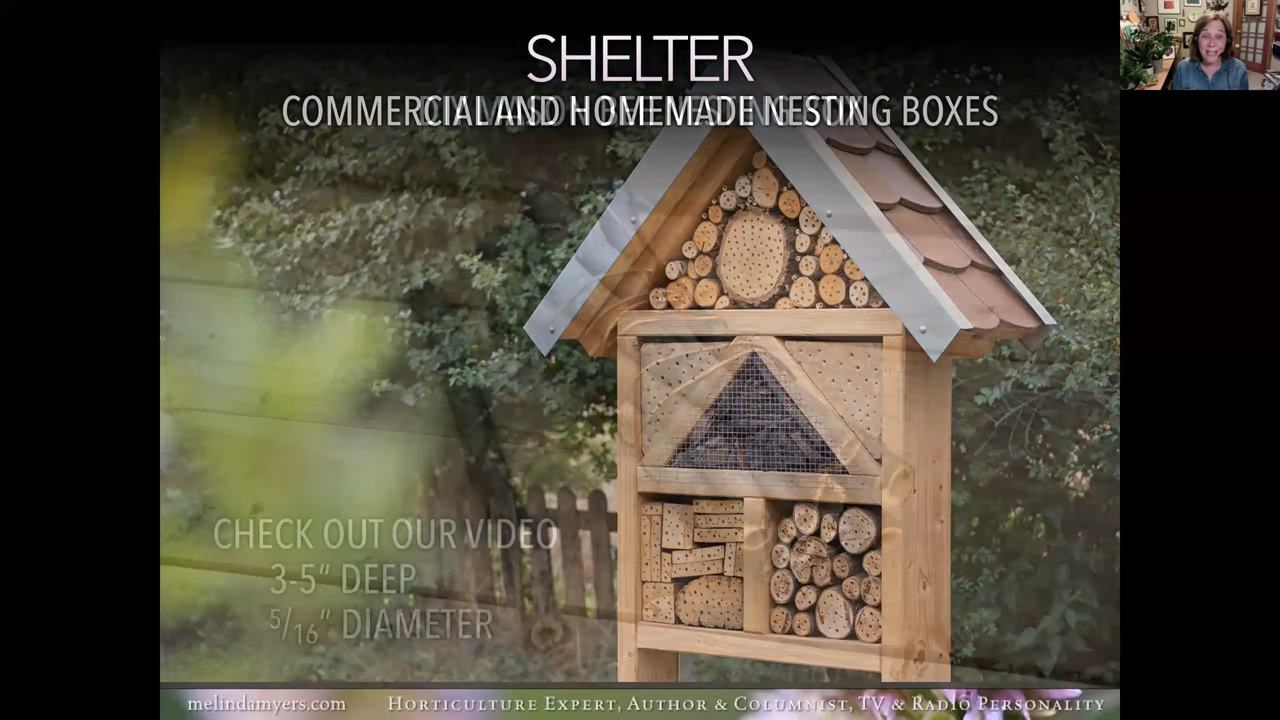 SHELTER
COMMERCIAL AND HOMEMADE NESTING BOXES
CHECK OUT OUR VIDEO
3-5" DEEP
5/16" DIAMETER
melindamyers.com HORTICULTURE EXPERT, AUTHOR & COLUMNIST, TV & RADIO PERSONALITY